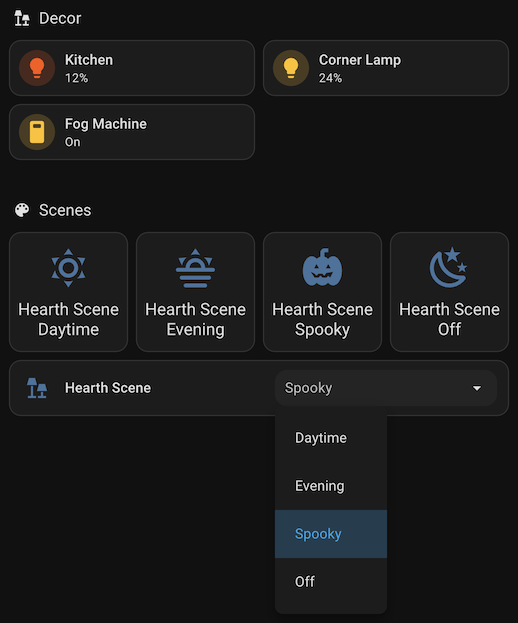 Decor
Kitchen
12%
Corner Lamp
24%
Fog Machine
On
Scenes
Hearth Scene
Daytime
Hearth Scene
Evening
Hearth Scene
Spooky
Hearth Scene
Off
Hearth Scene
Spooky
Daytime
Evening
Spooky
Off